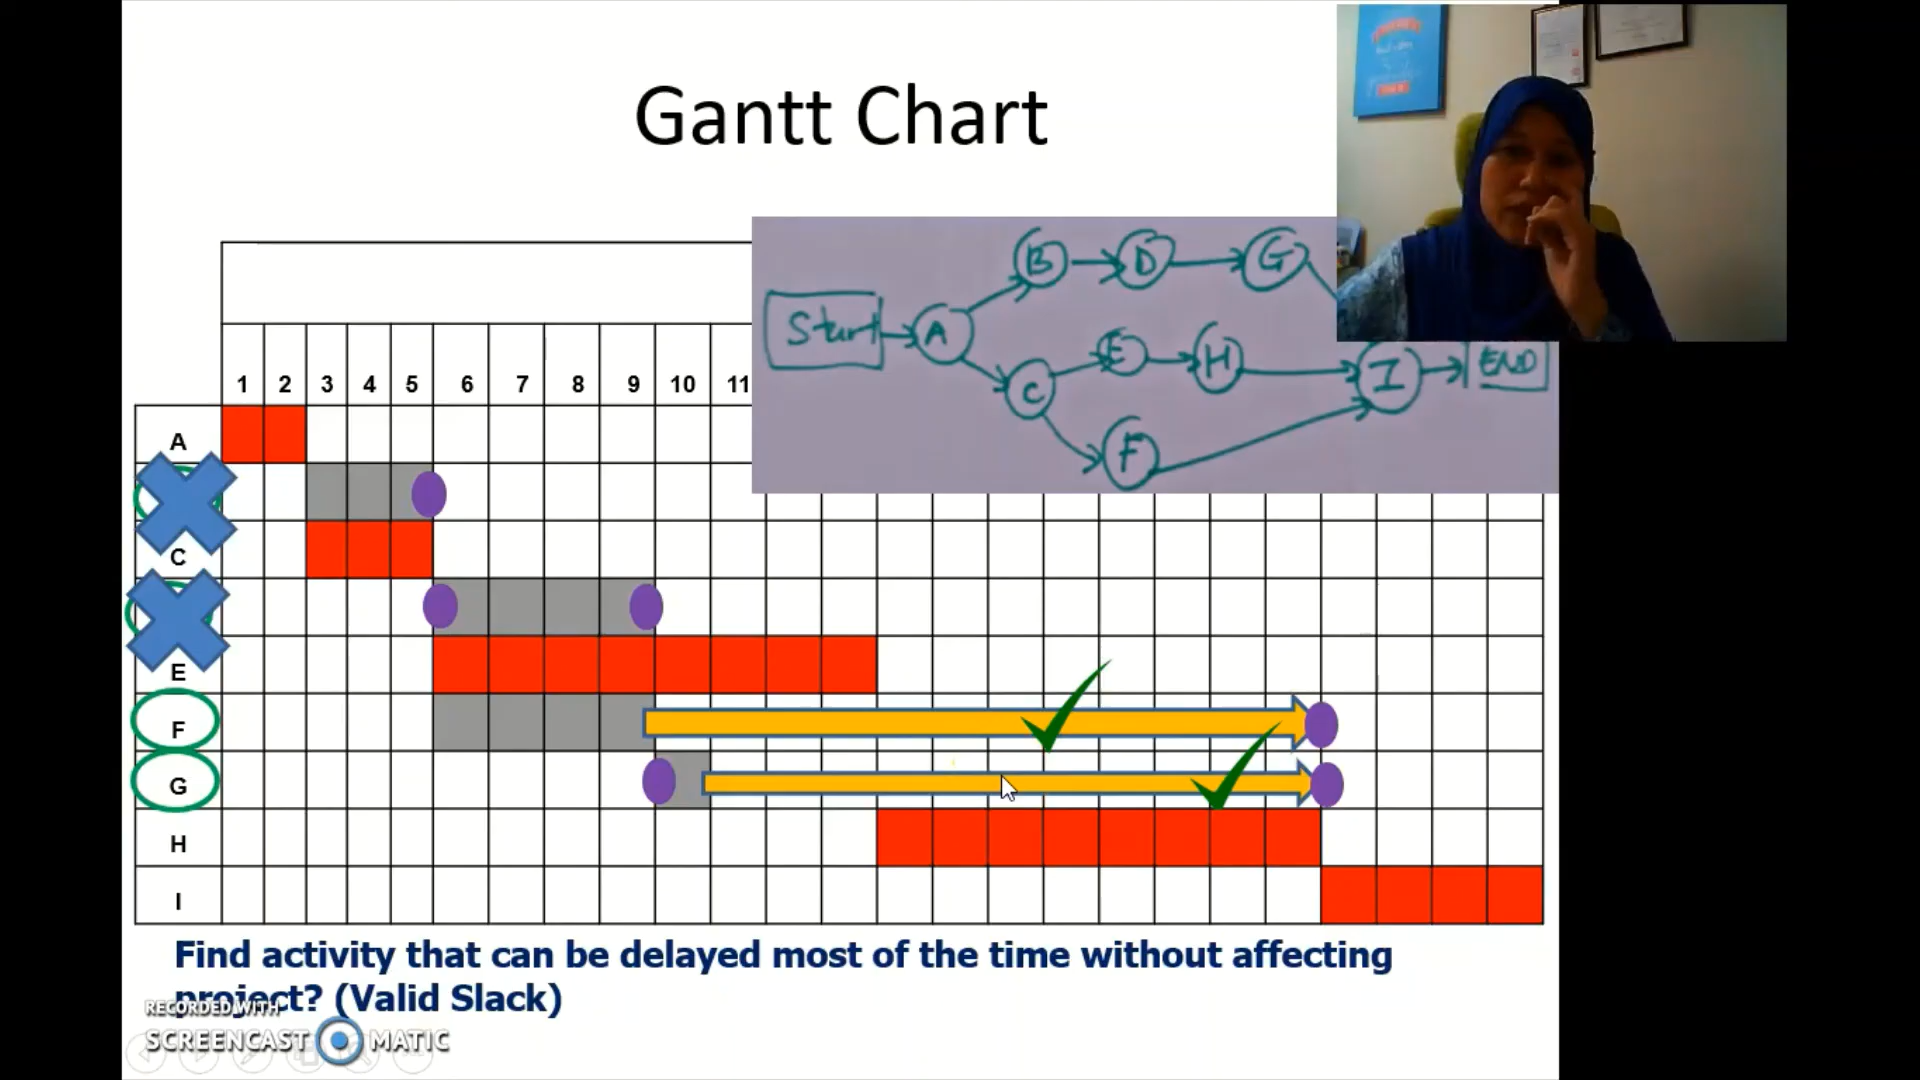 Gantt Chart
B D G
Start A
E H
C I END
F
1 2 3 4 5 6 7 8 9 10 11
A
C
E
F
G
H
I
Find activity that can be delayed most of the time without affecting
project? (Valid Slack)
RECORDED WITH
SCREENCAST MATIC